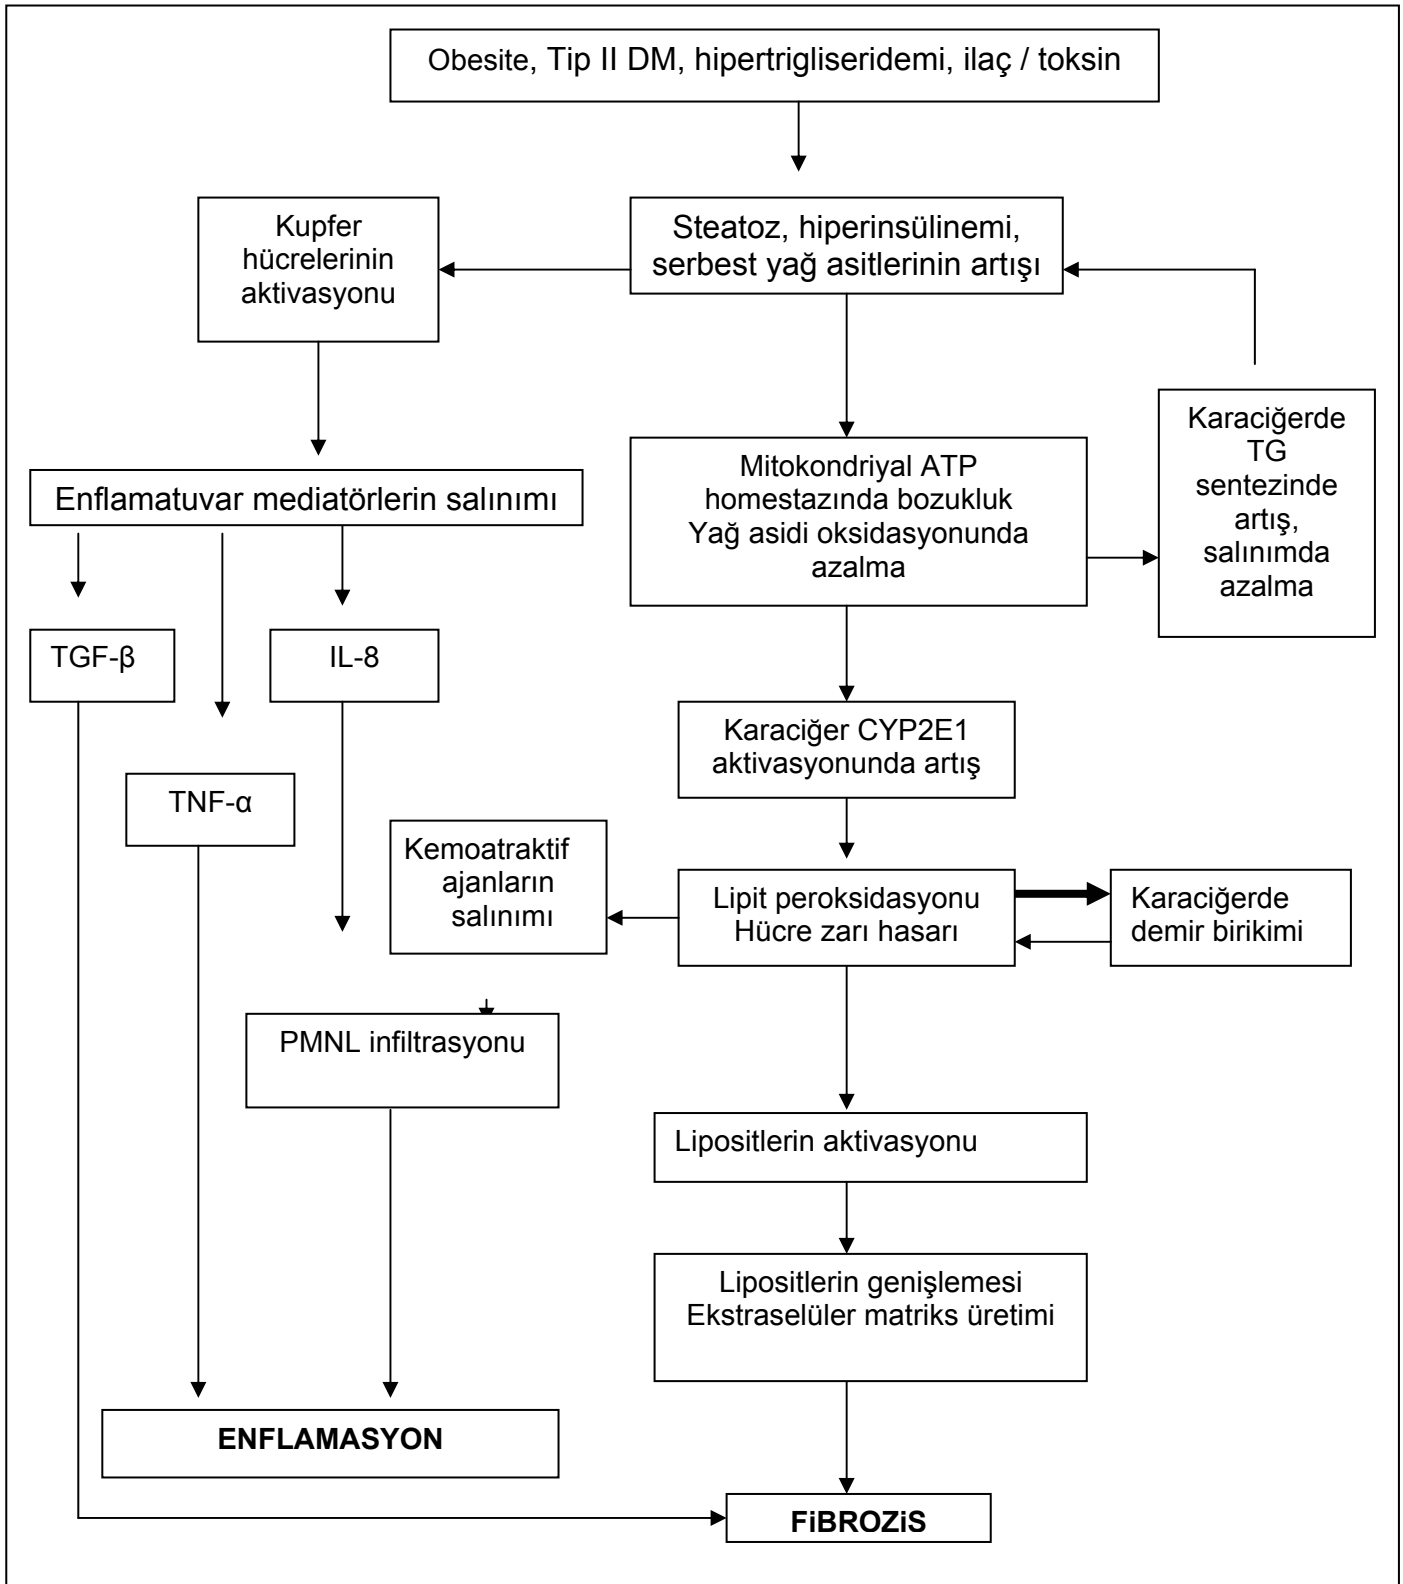 Obesite, Tip II DM, hipertrigliseridemi, ilaç / toksin
Kupfer
hücrelerinin
aktivasyonu
Steatoz, hiperinsülinemi,
serbest yağ asitlerinin artışı
Karaciğerde
TG
sentezinde
artış,
salınımda
azalma
Mitokondriyal ATP
homestazında bozukluk
Yağ asidi oksidasyonunda
azalma
Enflamatuvar mediatörlerin salınımı
TGF-β
IL-8
TNF-α
Karaciğer CYP2E1
aktivasyonunda artış
Kemoatraktif
ajanların
salınımı
Lipit peroksidasyonu
Hücre zarı hasarı
Karaciğerde
demir birikimi
PMNL infiltrasyonu
Lipositlerin aktivasyonu
Lipositlerin genişlemesi
Ekstraselüler matriks üretimi
ENFLAMASYON
FiBROZiS